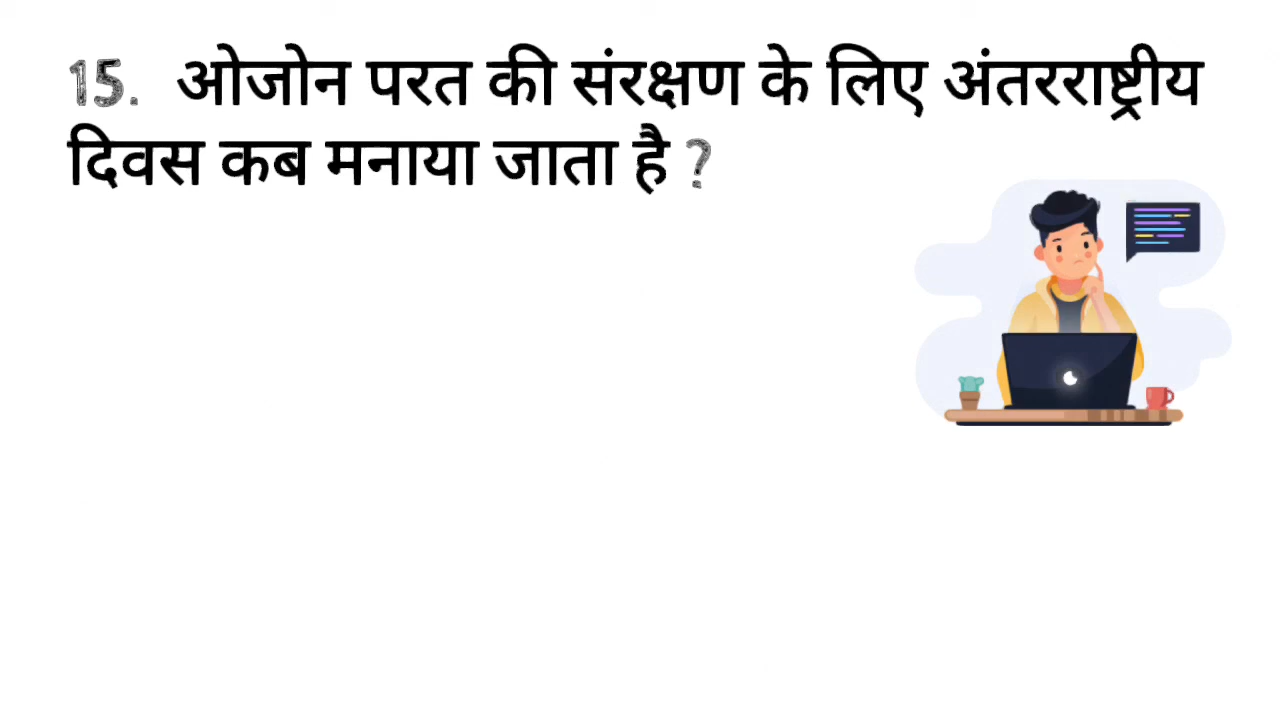 15. ओजोन परत की संरक्षण के लिए अंतरराष्ट्रीय
दिवस कब मनाया जाता है ?